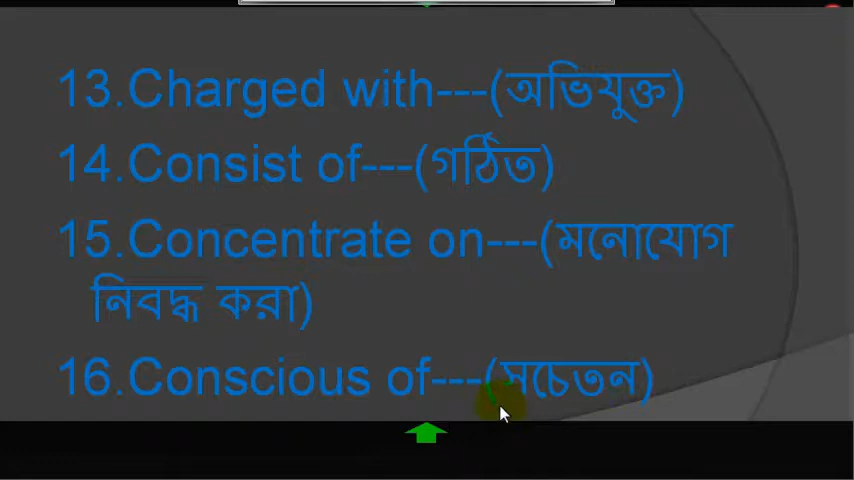 13.Charged with---(অভিযুক্ত)
14.Consist of---(গঠিত)
15.Concentrate on---(মনোযোগ
নিবদ্ধ করা)
16.Conscious of---(সচেতন)